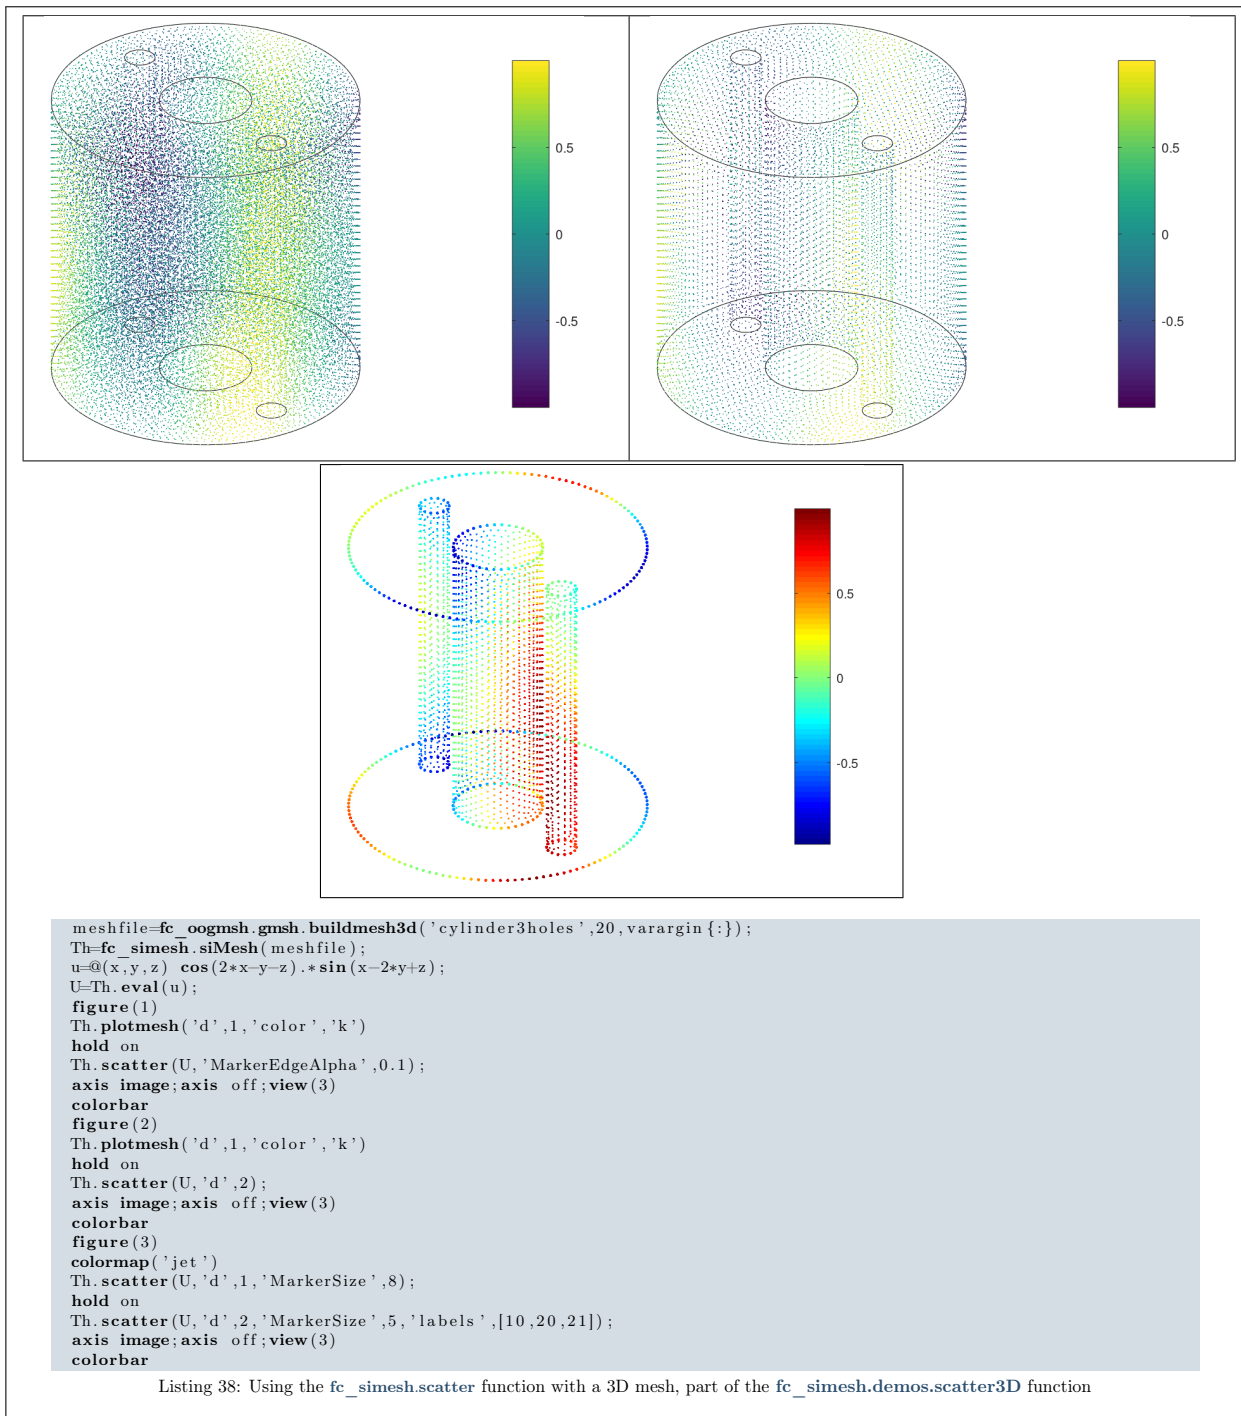 0.5
0
-0.5
0.5
0
-0.5
0.5
0
-0.5
meshfile=fc_oogmsh.gmsh.buildmesh3d('cylinder3holes',20,varargin{:});
Th=fc_simesh.siMesh(meshfile);
u=@(x,y,z) cos(2*x-y-z).*sin(x-2*y+z);
U=Th.eval(u);
figure(1)
Th.plotmesh('d',1,'color','k')
hold on
Th.scatter(U,'MarkerEdgeAlpha',0.1);
axis image;axis off;view(3)
colorbar
figure(2)
Th.plotmesh('d',1,'color','k')
hold on
Th.scatter(U,'d',2);
axis image;axis off;view(3)
colorbar
figure(3)
colormap('jet')
Th.scatter(U,'d',1,'MarkerSize',8);
hold on
Th.scatter(U,'d',2,'MarkerSize',5,'labels',[10,20,21]);
axis image;axis off;view(3)
colorbar
Listing 38: Using the fc_simesh.scatter function with a 3D mesh, part of the fc_simesh.demos.scatter3D function